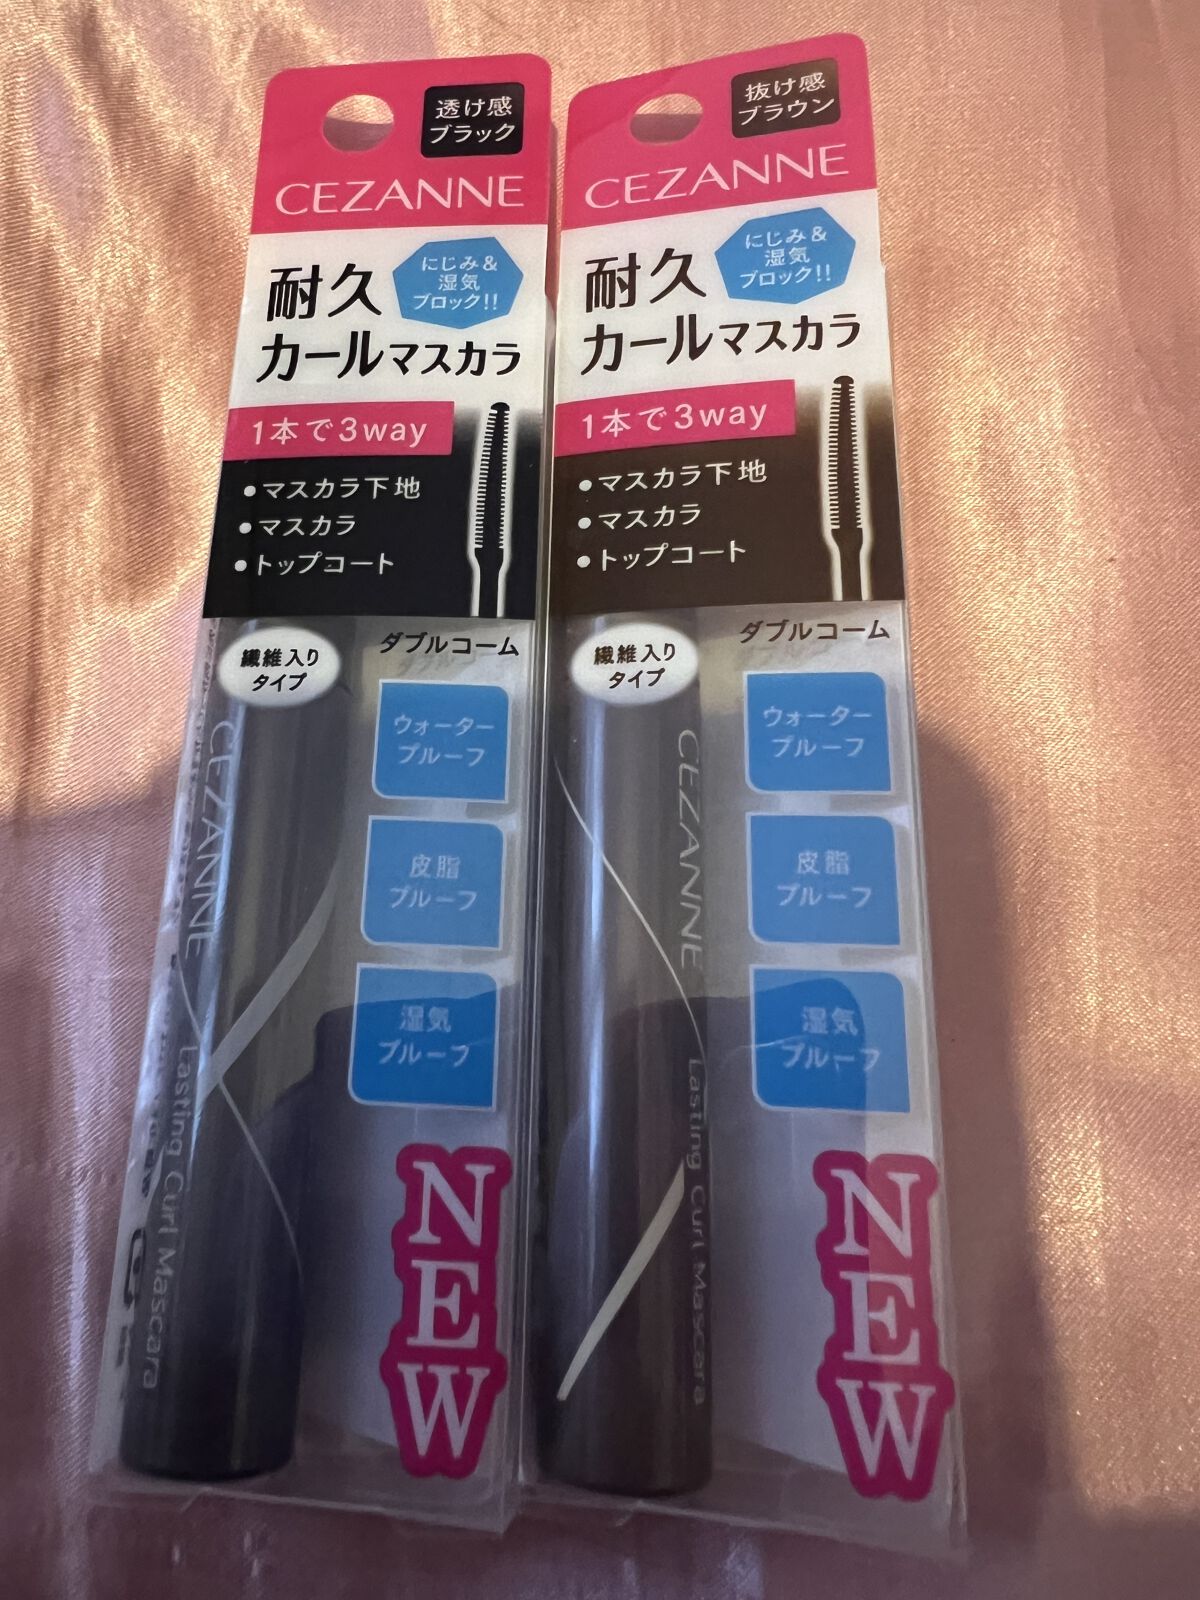 透け感
ブラック
CEZANNE
耐久
カールマスカラ
にじみ&
湿気
ブロック!!
1本で3way
•マスカラ下地
•マスカラ
•トップコート
ダブルコーム
繊維入り
タイプ
ウォーター
プルーフ
皮脂
プルーフ
湿気
プルーフ
CEZANNE
Lasting Curl Mascara
NEW
抜け感
ブラウン
CEZANNE
耐久
カールマスカラ
にじみ&
湿気
ブロック!!
1本で3way
•マスカラ下地
•マスカラ
•トップコート
ダブルコーム
繊維入り
タイプ
ウォーター
プルーフ
皮脂
プルーフ
湿気
プルーフ
CEZANNE
Lasting Curl Mascara
NEW